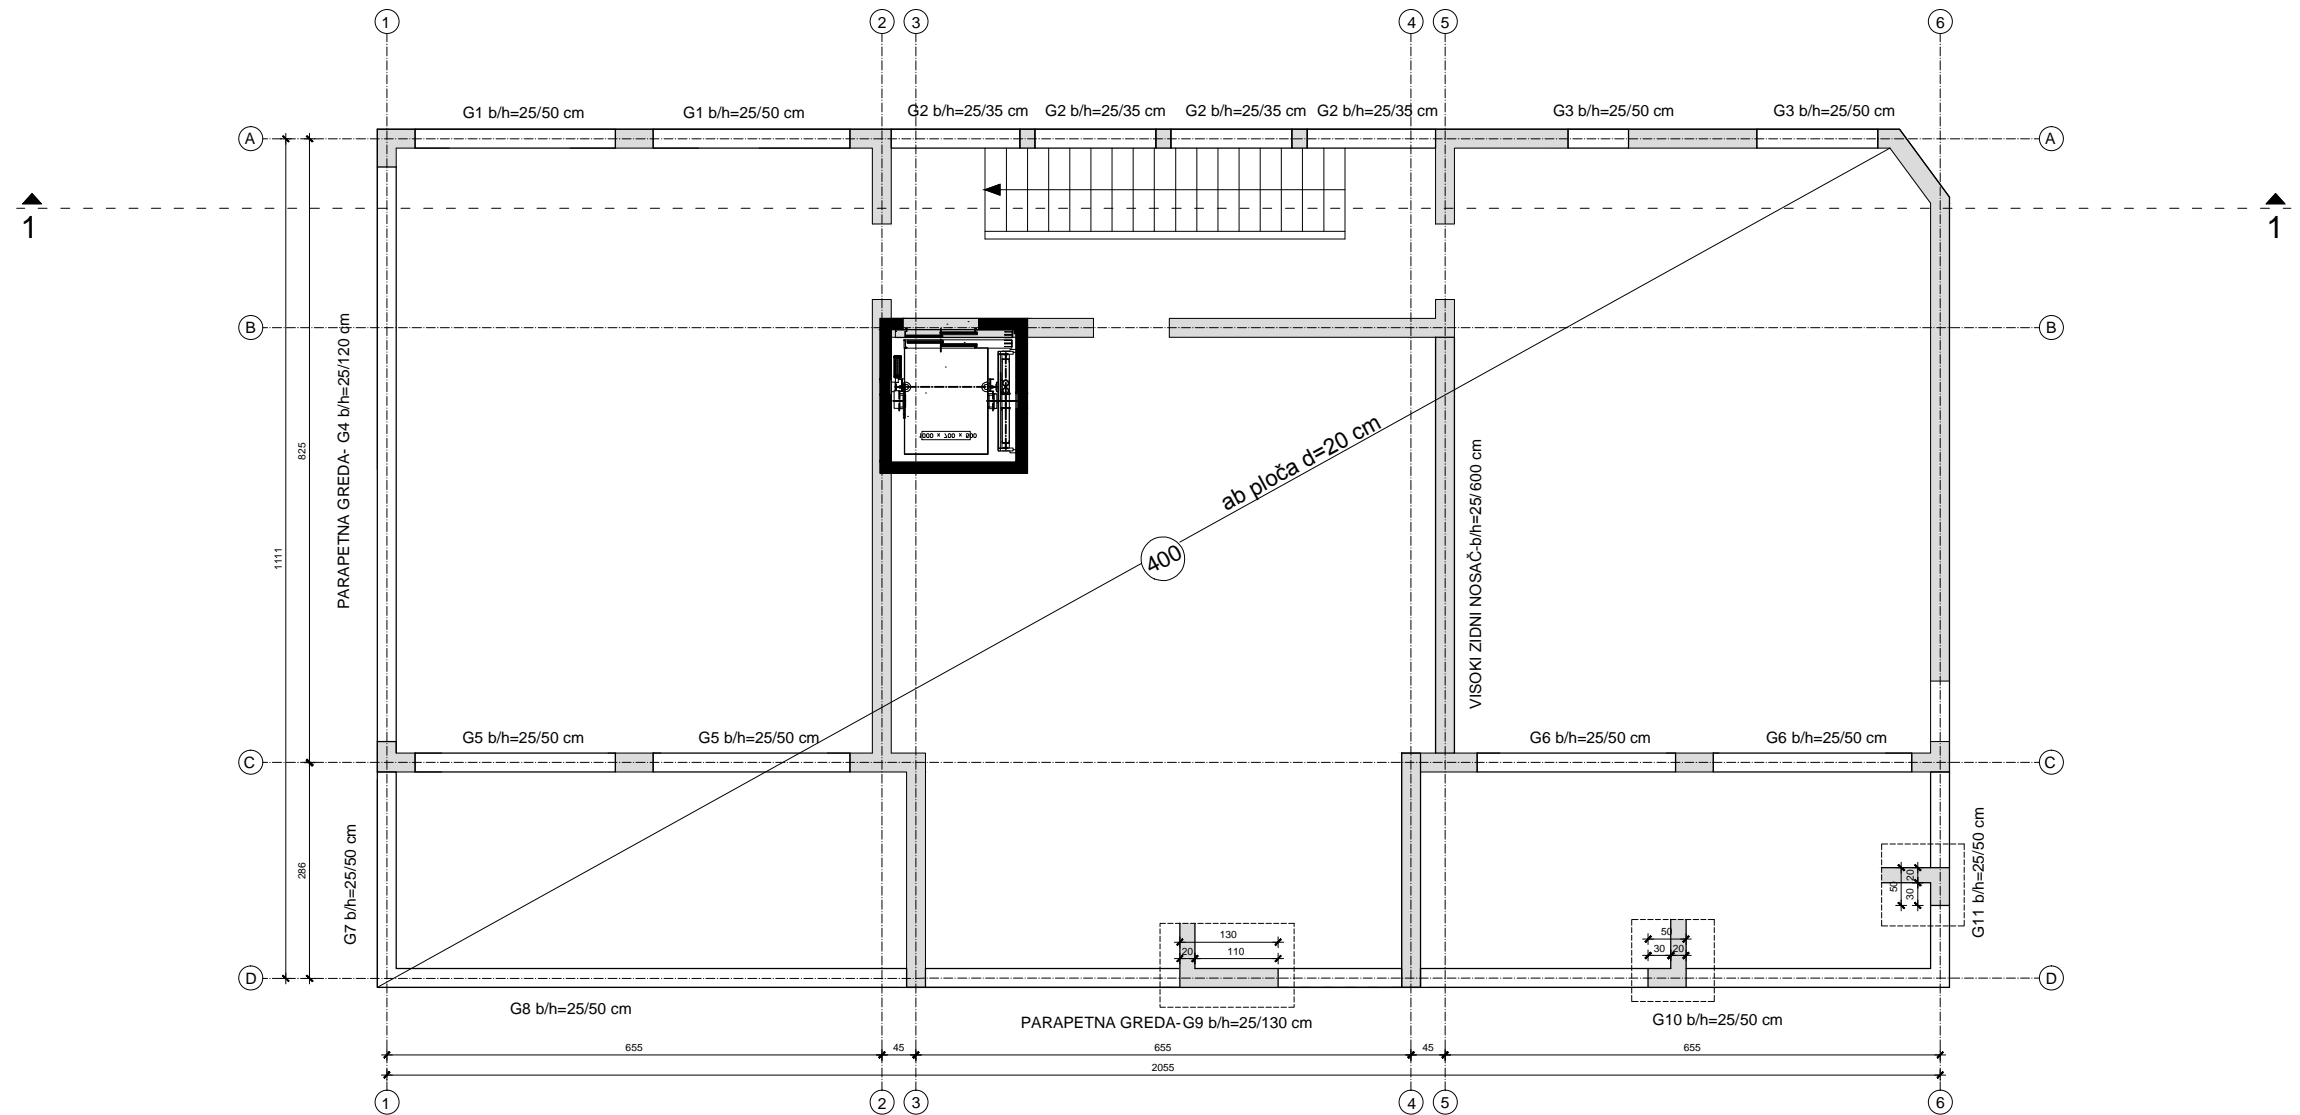 1 2 3 4 5 6
G1 b/h=25/50 cm G1 b/h=25/50 cm G2 b/h=25/35 cm G2 b/h=25/35 cm G2 b/h=25/35 cm G2 b/h=25/35 cm G3 b/h=25/50 cm G3 b/h=25/50 cm
A A
1 1
B B
PARAPETNA GREDA- G4 b/h=25/120 cm
825
1111
ab ploča d=20 cm
400
VISOKI ZIDNI NOSAČ-b/h=25/600 cm
G5 b/h=25/50 cm G5 b/h=25/50 cm G6 b/h=25/50 cm G6 b/h=25/50 cm
C C
286
G7 b/h=25/50 cm
G11 b/h=25/50 cm
50 20
30
130
20 110
50
30 20
D D
G8 b/h=25/50 cm
PARAPETNA GREDA-G9 b/h=25/130 cm
G10 b/h=25/50 cm
655 45 655 45 655
2055
1 2 3 4 5 6